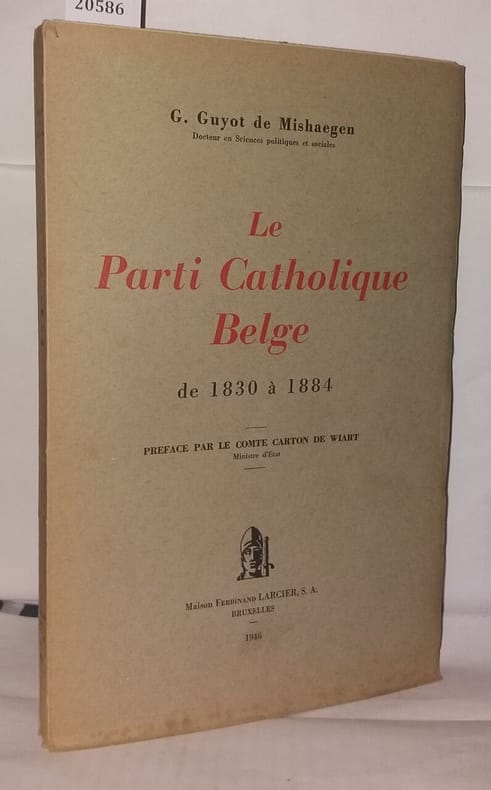 20586
G. Guyot de Mishaegen
Docteur en Sciences politiques et sociales
Le
Parti Catholique
Belge
de 1830 à 1884
PREFACE PAR LE COMTE CARTON DE WIART
Ministre d'Etat
Maison FERDINAND LARCIER, S. A.
BRUXELLES
1946